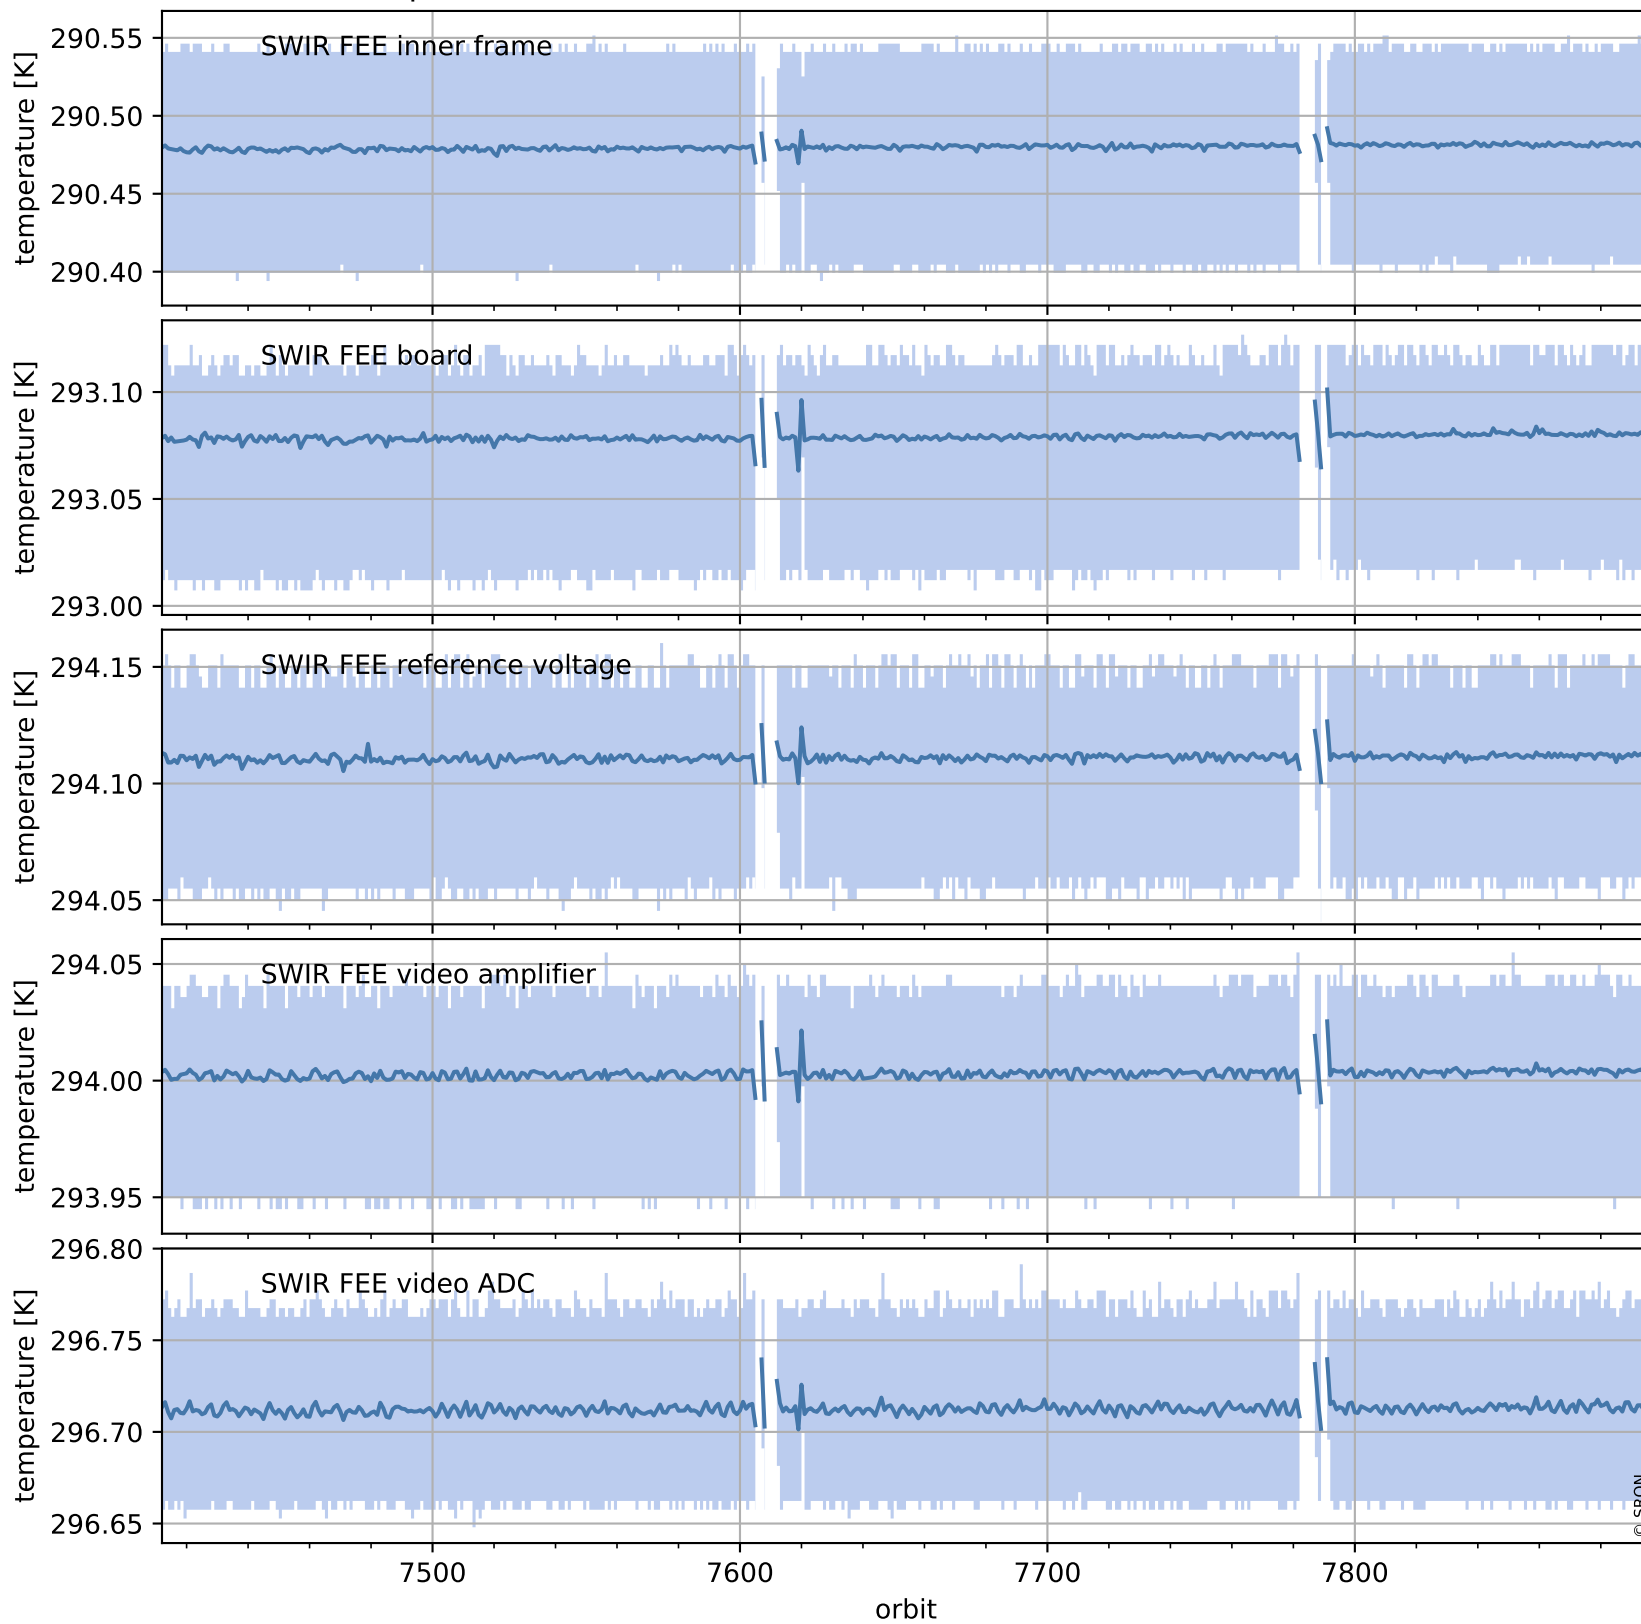 290.55
290.50
290.45
290.40
temperature [K]
SWIR FEE inner frame
293.10
293.05
293.00
temperature [K]
SWIR FEE board
294.15
294.10
294.05
temperature [K]
SWIR FEE reference voltage
294.05
294.00
293.95
temperature [K]
SWIR FEE video amplifier
296.80
296.75
296.70
296.65
temperature [K]
SWIR FEE video ADC
7500 7600 7700 7800
orbit
© SRON